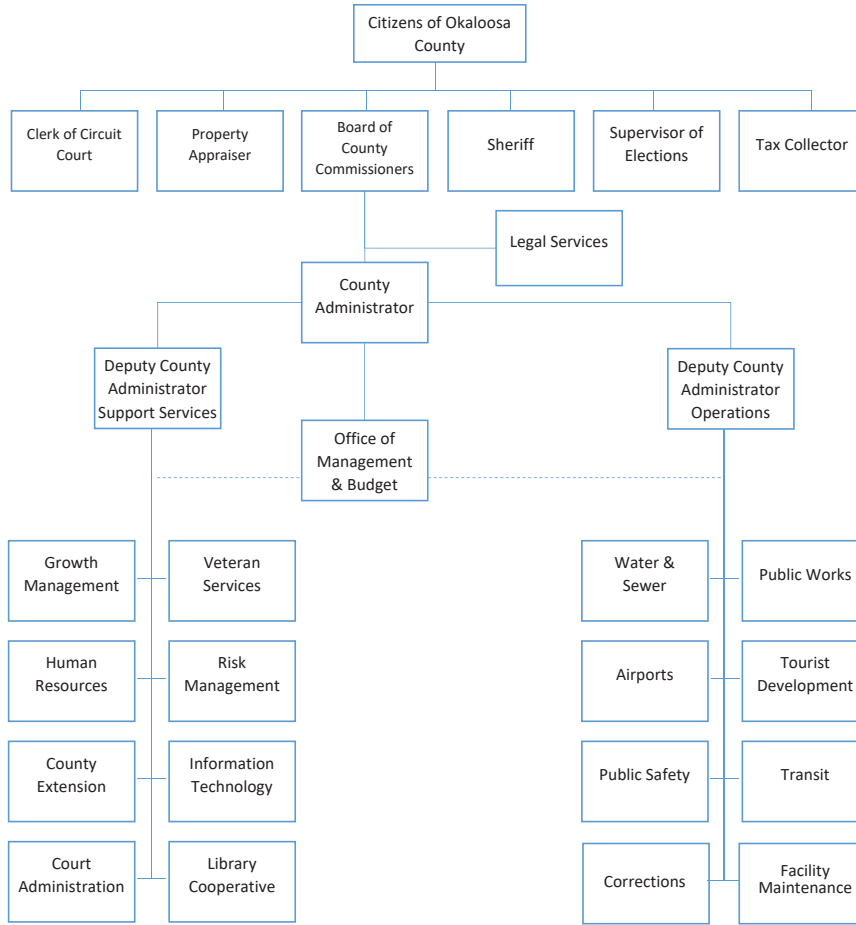 Citizens of Okaloosa
County
Clerk of Circuit
Court
Property
Appraiser
Board of
County
Commissioners
Sheriff
Supervisor of
Elections
Tax Collector
Legal Services
County
Administrator
Deputy County
Administrator
Support Services
Deputy County
Administrator
Operations
Office of
Management
& Budget
Growth
Management
Veteran
Services
Water &
Sewer
Public Works
Human
Resources
Risk
Management
Airports
Tourist
Development
County
Extension
Information
Technology
Public Safety
Transit
Court
Administration
Library
Cooperative
Corrections
Facility
Maintenance